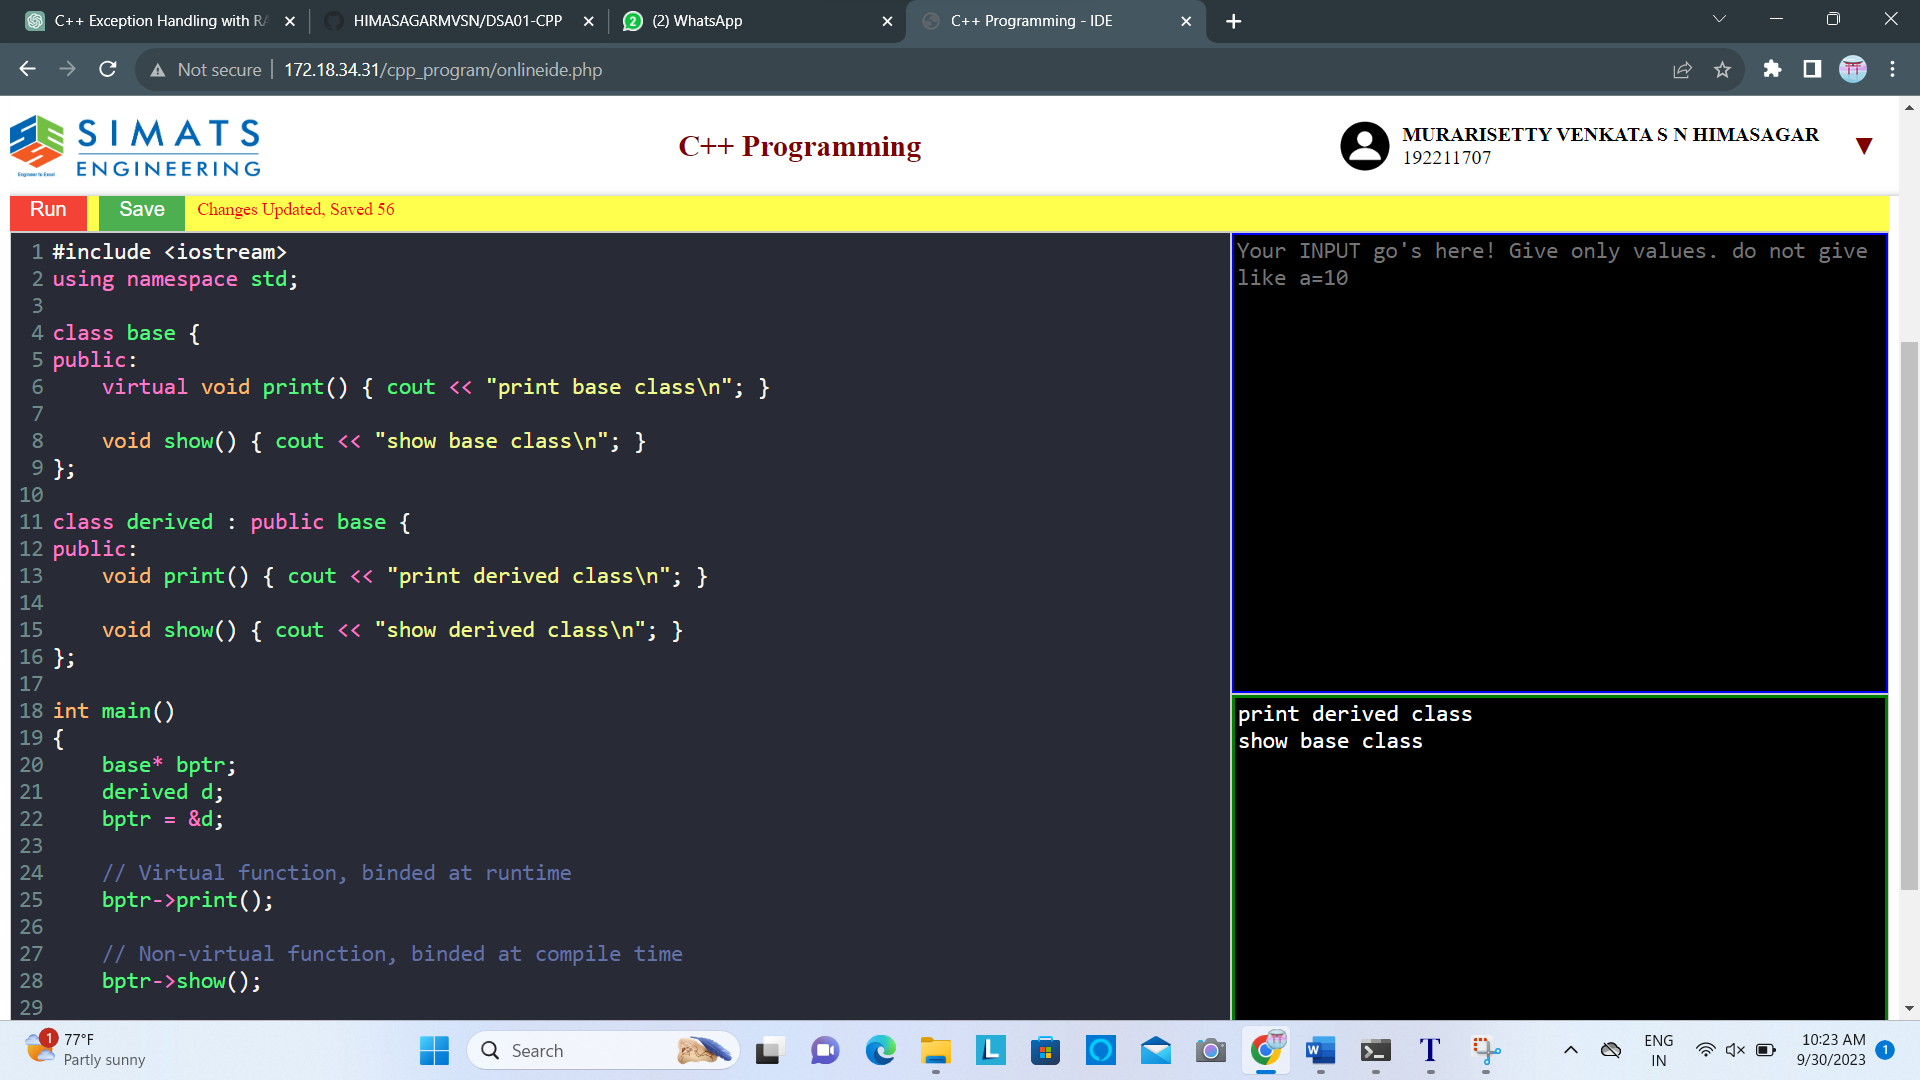 C++ Exception Handling with RA
HIMASAGARMVSN/DSA01-CPP
(2) WhatsApp
C++ Programming - IDE
Not secure
172.18.34.31/cpp_program/onlineide.php
SIMATS
ENGINEERING
Engineer to Excel
C++ Programming
MURARISETTY VENKATA S N HIMASAGAR
192211707
Run
Save
Changes Updated, Saved 56
1 #include <iostream>
2 using namespace std;
3
4 class base {
5 public:
6     virtual void print() { cout << "print base class\n"; }
7
8     void show() { cout << "show base class\n"; }
9 };
10
11 class derived : public base {
12 public:
13     void print() { cout << "print derived class\n"; }
14
15     void show() { cout << "show derived class\n"; }
16 };
17
18 int main()
19 {
20     base* bptr;
21     derived d;
22     bptr = &d;
23
24     // Virtual function, binded at runtime
25     bptr->print();
26
27     // Non-virtual function, binded at compile time
28     bptr->show();
29
Your INPUT go's here! Give only values. do not give
like a=10
print derived class
show base class
1
77°F
Partly sunny
Search
ENG
IN
10:23 AM
9/30/2023
1